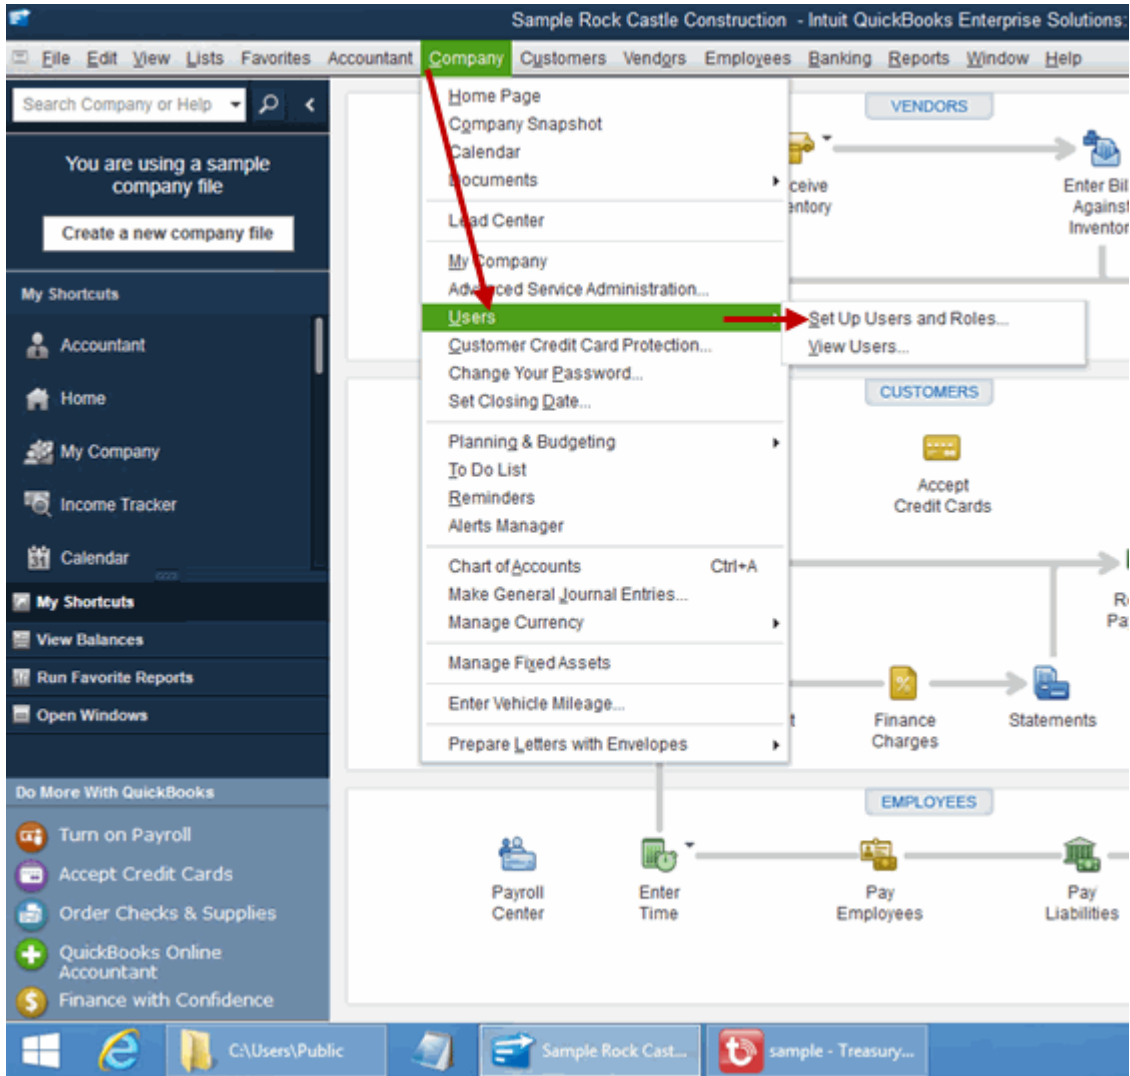 Sample Rock Castle Construction - Intuit QuickBooks Enterprise Solutions:
File Edit View Lists Favorites Accountant Company Customers Vendors Employees Banking Reports Window Help
Search Company or Help
You are using a sample
company file
Create a new company file
My Shortcuts
Accountant
Home
My Company
Income Tracker
31
Calendar
My Shortcuts
View Balances
Run Favorite Reports
Open Windows
Do More With QuickBooks
Turn on Payroll
Accept Credit Cards
Order Checks & Supplies
QuickBooks Online
Accountant
Finance with Confidence
Home Page
Company Snapshot
Calendar
Documents
Lead Center
My Company
Advanced Service Administration...
Users
Customer Credit Card Protection...
Change Your Password...
Set Closing Date...
Planning & Budgeting
To Do List
Reminders
Alerts Manager
Chart of Accounts Ctrl+A
Make General Journal Entries...
Manage Currency
Manage Fixed Assets
Enter Vehicle Mileage...
Prepare Letters with Envelopes
Set Up Users and Roles...
View Users...
VENDORS
ceive
entory
Enter Bil
Against
Inventor
CUSTOMERS
Accept
Credit Cards
R
Pa
t
Finance
Charges
Statements
EMPLOYEES
Payroll
Center
Enter
Time
Pay
Employees
Pay
Liabilities
C:\Users\Public
Sample Rock Cast...
sample - Treasury...